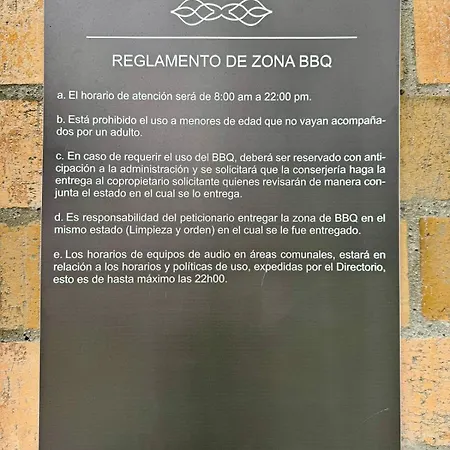 REGLAMENTO DE ZONA BBQ
a. El horario de atención será de 8:00 am a 22:00 pm.
b. Está prohibido el uso a menores de edad que no vayan acompaña-
dos por un adulto.
c. En caso de requerir el uso del BBQ, deberá ser reservado con anti-
cipación a la administración y se solicitará que la conserjería haga la
entrega al copropietario solicitante quienes revisarán de manera con-
junta el estado en el cual se lo entrega.
d. Es responsabilidad del peticionario entregar la zona de BBQ en el
mismo estado (Limpieza y orden) en el cual se le fue entregado.
e. Los horarios de equipos de audio en áreas comunales, estará en
relación a los horarios y políticas de uso, expedidas por el Directorio,
esto es de hasta máximo las 22h00.